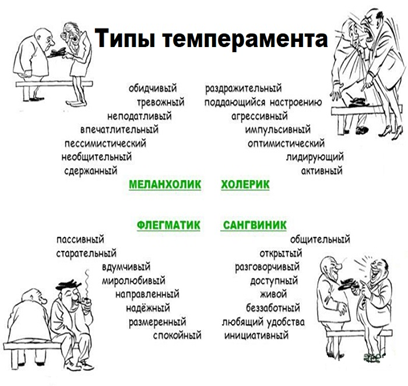 Типы темперамента
обидчивый
тревожный
неподатливый
впечатлительный
пессимистический
необщительный
сдержанный
МЕЛАНХОЛИК
раздражительный
поддающийся настроению
агрессивный
импульсивный
оптимистический
лидирующий
активный
ХОЛЕРИК
ФЛЕГМАТИК
пассивный
старательный
вдумчивый
миролюбивый
направленный
надёжный
размеренный
спокойный
САНГВИНИК
общительный
открытый
разговорчивый
доступный
живой
беззаботный
любящий удобства
инициативный